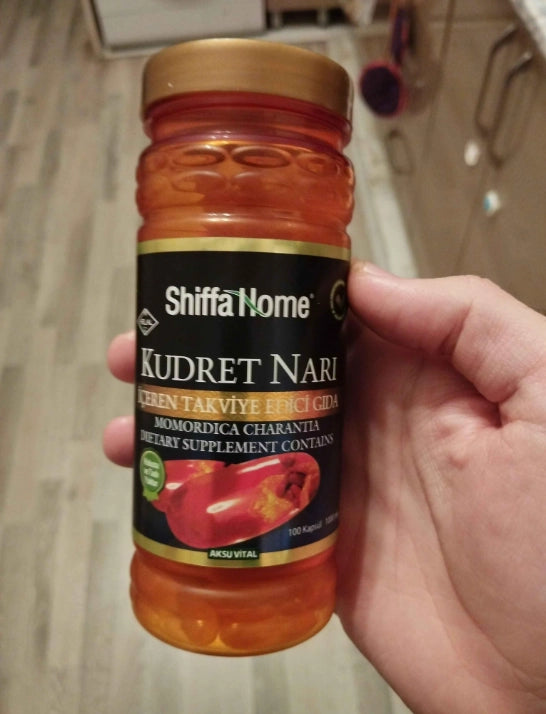 Shiffa Home
KUDRET NARI
İÇEREN TAKVİYE EDİCİ GIDA
MOMORDICA CHARANTIA
DIETARY SUPPLEMENT CONTAINS
100 Kapsül
AKSU VİTAL